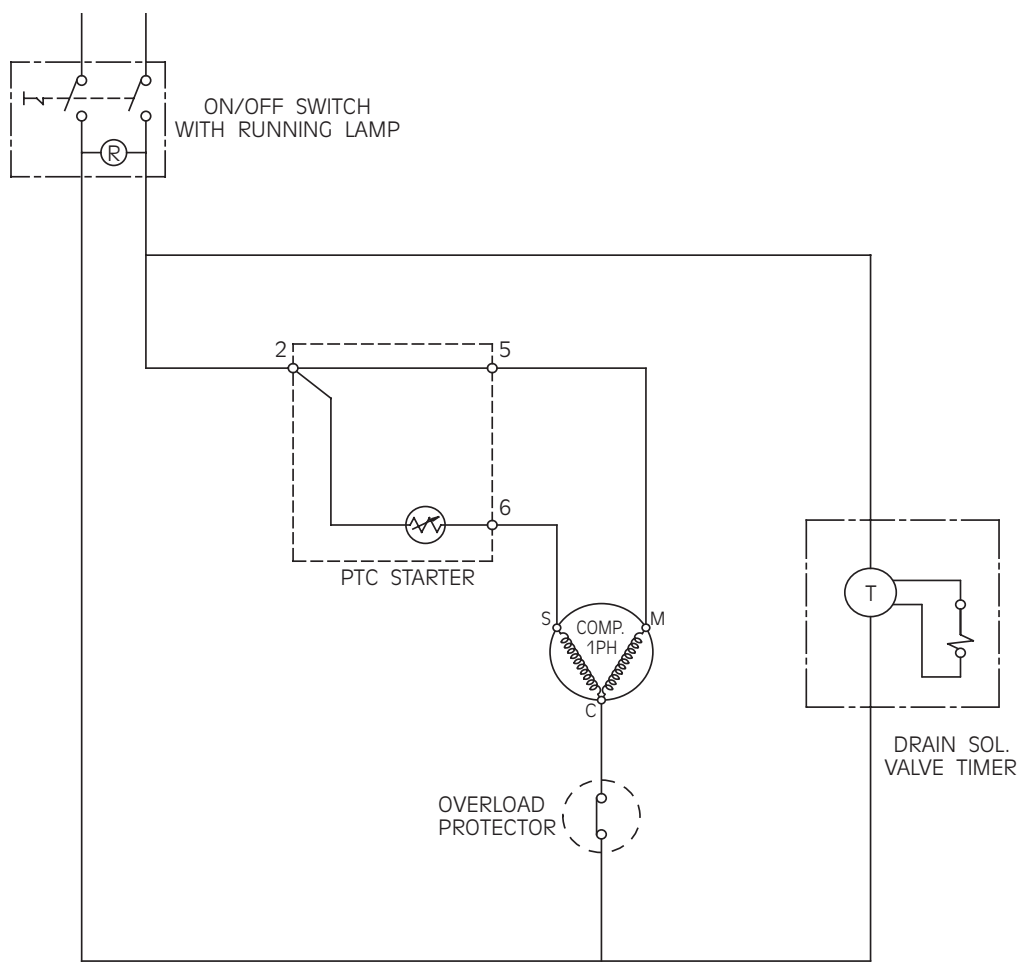 ON/OFF SWITCH
WITH RUNNING LAMP
R
2
5
6
PTC STARTER
S
M
COMP.
1PH
C
T
DRAIN SOL.
VALVE TIMER
OVERLOAD
PROTECTOR